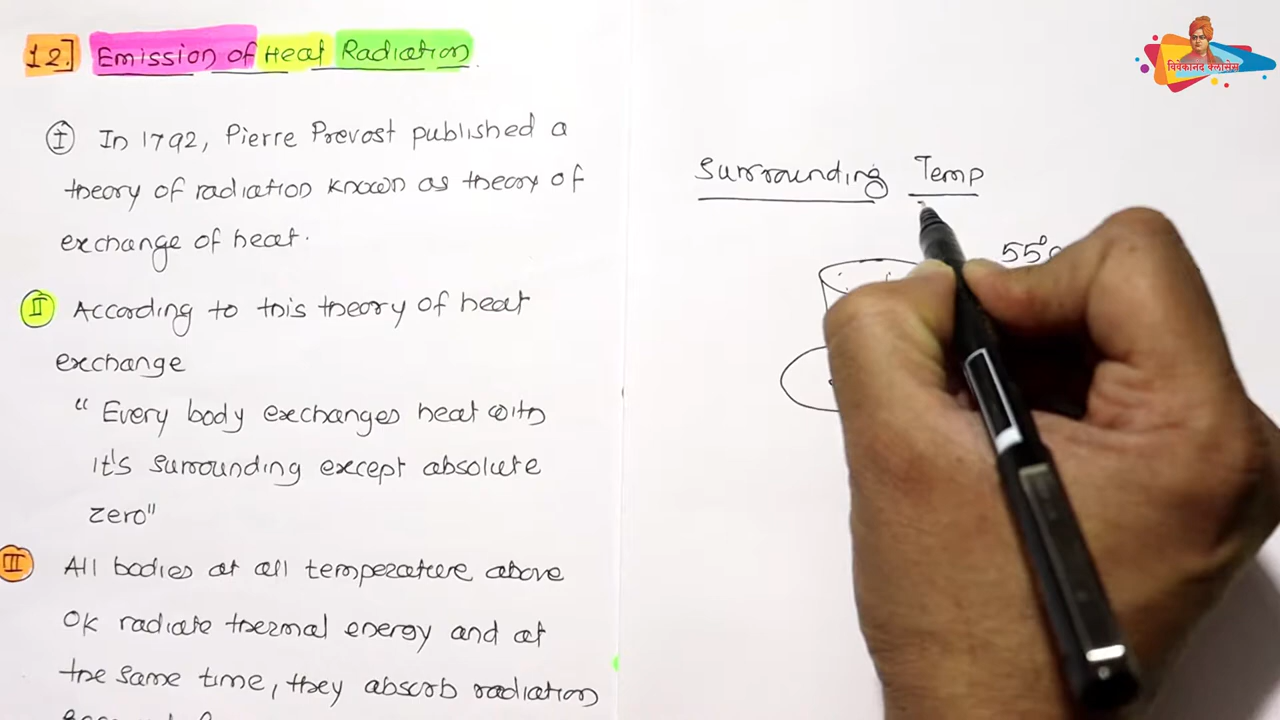 12.] Emission of Heat Radiation.
I In 1792, Pierre Prevost published a
theory of radiation known as theory of
exchange of heat.
II According to this theory of heat
exchange
"Every body exchanges heat with
it's surrounding except absolute
zero"
III All bodies at all temperature above
0K radiate thermal energy and at
the same time, they absorb radiation
Surrounding Temp
55°
विवेकानंद क्लासेस